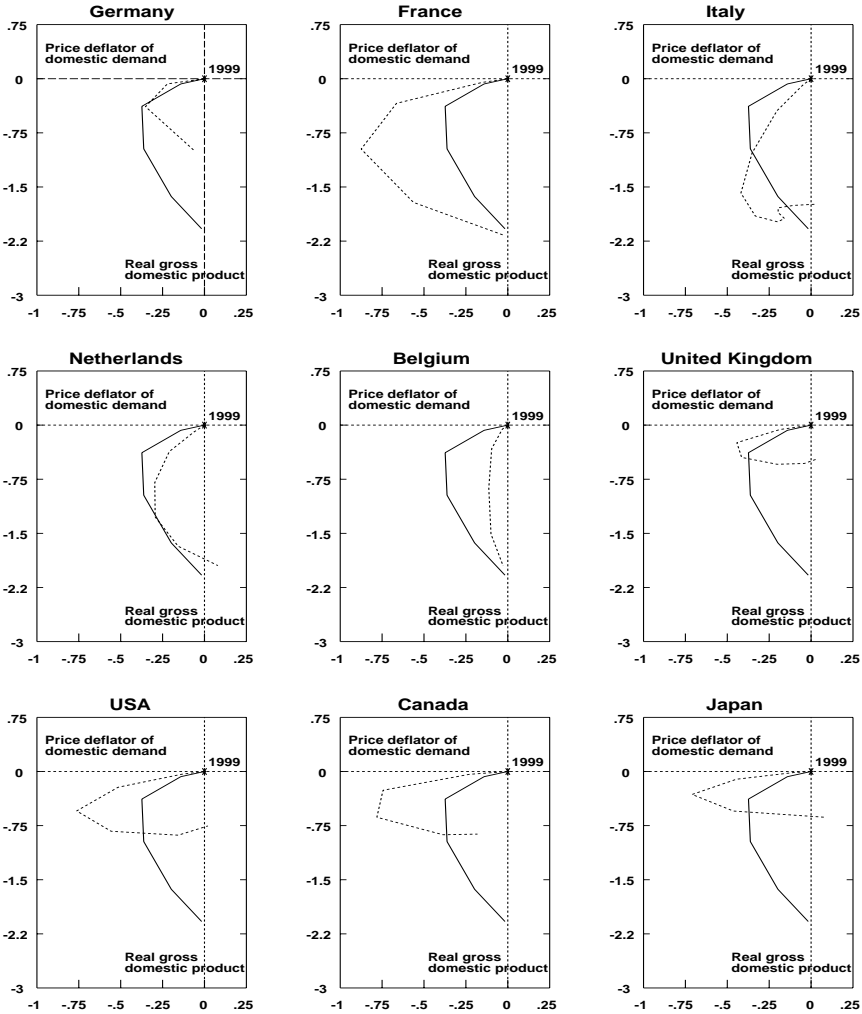 Germany
.75
Price deflator of
domestic demand
1999
0
-.75
-1.5
-2.2
Real gross
domestic product
-3
-1 -.75 -.5 0 .25
France
Price deflator of
domestic demand
1999
0
-.75
-1.5
-2.2
Real gross
domestic product
-3
-1 -.75 -.5 0 .25
.75
Italy
.75
Price deflator of
domestic demand
1999
0
-.75
-1.5
-2.2
Real gross
domestic product
-3
-1 -.75 -.5 0 .25
Netherlands
.75
Price deflator of
domestic demand
1999
0
-.75
-1.5
-2.2
Real gross
domestic product
-3
-1 -.75 -.5 0 .25
Belgium
.75
Price deflator of
domestic demand
1999
0
-.75
-1.5
-2.2
Real gross
domestic product
-3
-1 -.75 -.5 0 .25
United Kingdom
.75
Price deflator of
domestic demand
1999
0
-.75
-1.5
-2.2
Real gross
domestic product
-3
-1 -.75 -.5 0 .25
USA
.75
Price deflator of
domestic demand
1999
0
-.75
-1.5
-2.2
Real gross
domestic product
-3
-1 -.75 -.5 0 .25
Canada
.75
Price deflator of
domestic demand
1999
0
-.75
-1.5
-2.2
Real gross
domestic product
-3
-1 -.75 -.5 0 .25
Japan
.75
Price deflator of
domestic demand
1999
0
-.75
-1.5
-2.2
Real gross
domestic product
-3
-1 -.75 -.5 0 .25